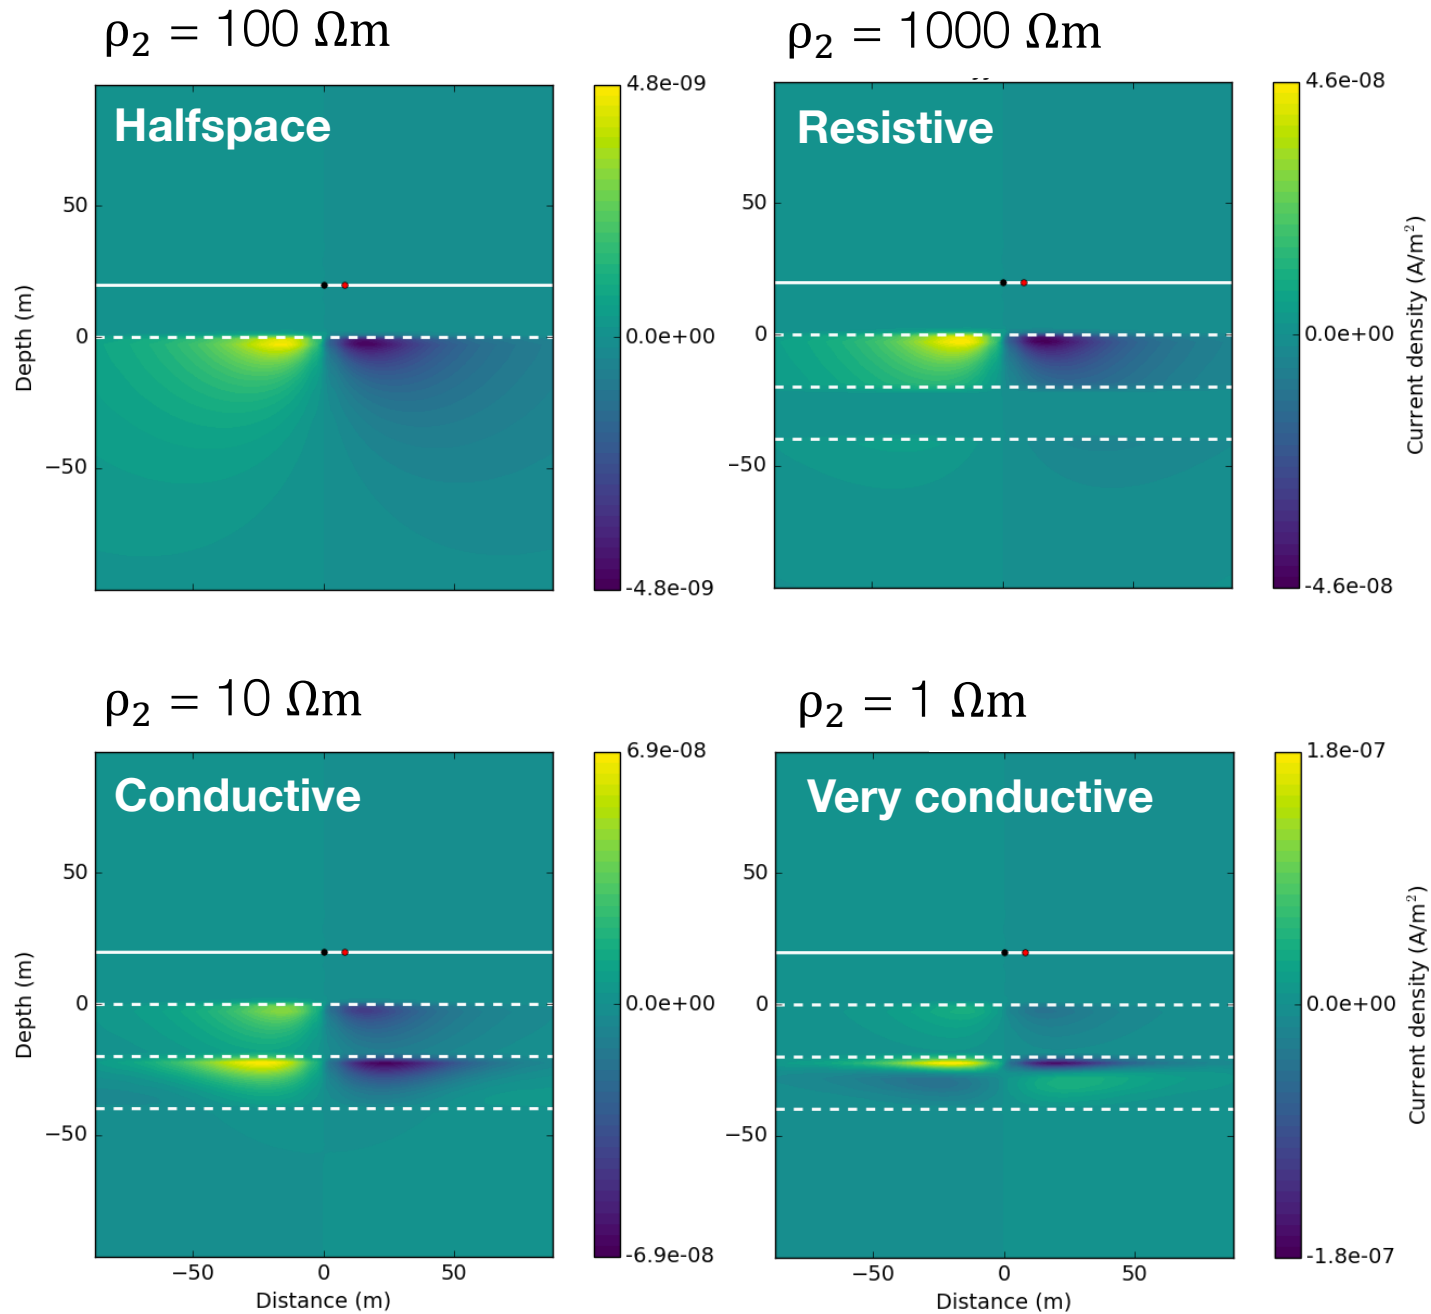 ρ₂ = 100 Ωm
ρ₂ = 1000 Ωm
Halfspace
4.8e-09
0.0e+00
-4.8e-09
50
0
−50
Depth (m)
Resistive
4.6e-08
0.0e+00
-4.6e-08
50
0
−50
Current density (A/m²)
ρ₂ = 10 Ωm
ρ₂ = 1 Ωm
Conductive
6.9e-08
0.0e+00
-6.9e-08
50
0
−50
Depth (m)
−50 0 50
Distance (m)
Very conductive
1.8e-07
0.0e+00
-1.8e-07
50
0
−50
Current density (A/m²)
−50 0 50
Distance (m)